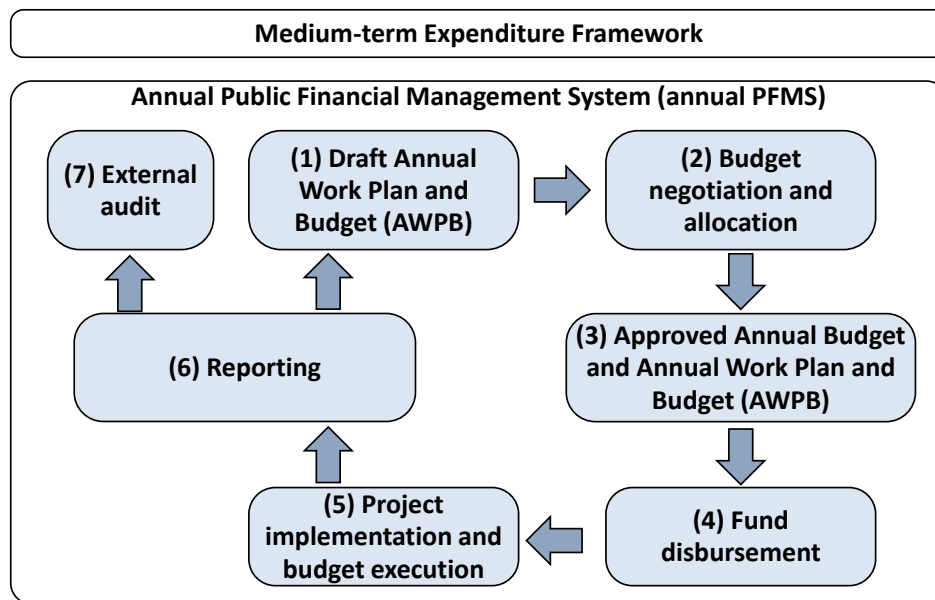 Medium-term Expenditure Framework
Annual Public Financial Management System (annual PFMS)
(7) External
audit
(1) Draft Annual
Work Plan and
Budget (AWPB)
(2) Budget
negotiation and
allocation
(6) Reporting
(3) Approved Annual Budget
and Annual Work Plan and
Budget (AWPB)
(5) Project
implementation and
budget execution
(4) Fund
disbursement